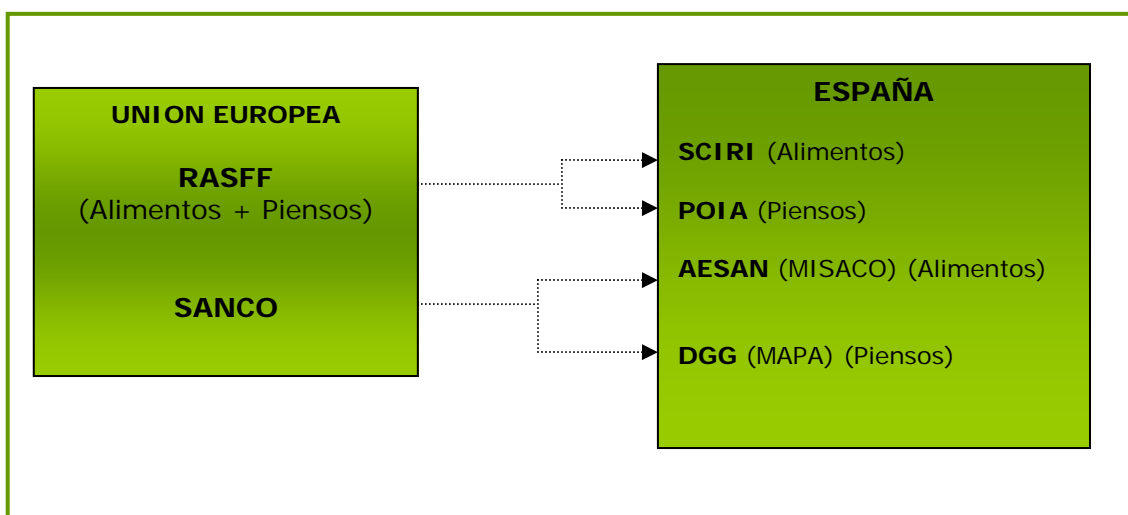 UNION EUROPEA
RASFF
(Alimentos + Piensos)
SANCO
ESPAÑA
SCIRI (Alimentos)
POIA (Piensos)
AESAN (MISACO) (Alimentos)
DGG (MAPA) (Piensos)